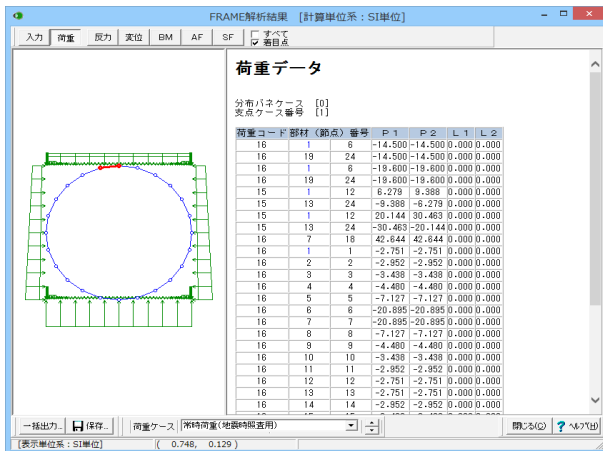 FRAME解析結果 [計算単位系：SI単位]
入力 荷重 反力 変位 BM AF SF すべて
着目点
荷重データ
分布バネケース [0]
支点ケース番号 [1]
荷重コード 部材（節点）番号 P1 P2 L1 L2
16 1 6 -14.500 -14.500 0.000 0.000
16 19 24 -14.500 -14.500 0.000 0.000
16 1 6 -19.600 -19.600 0.000 0.000
16 19 24 -19.600 -19.600 0.000 0.000
15 1 12 6.279 9.388 0.000 0.000
15 13 24 -9.388 -6.279 0.000 0.000
15 1 12 20.144 30.463 0.000 0.000
15 13 24 -30.463 -20.144 0.000 0.000
16 7 18 42.644 42.644 0.000 0.000
16 1 1 -2.751 -2.751 0.000 0.000
16 2 2 -2.952 -2.952 0.000 0.000
16 3 3 -3.438 -3.438 0.000 0.000
16 4 4 -4.480 -4.480 0.000 0.000
16 5 5 -7.127 -7.127 0.000 0.000
16 6 6 -20.895 -20.895 0.000 0.000
16 7 7 -20.895 -20.895 0.000 0.000
16 8 8 -7.127 -7.127 0.000 0.000
16 9 9 -4.480 -4.480 0.000 0.000
16 10 10 -3.438 -3.438 0.000 0.000
16 11 11 -2.952 -2.952 0.000 0.000
16 12 12 -2.751 -2.751 0.000 0.000
16 13 13 -2.751 -2.751 0.000 0.000
16 14 14 -2.952 -2.952 0.000 0.000
一括出力.. 保存.. 荷重ケース 常時荷重(地震時照査用) 閉じる(C) ? ヘルプ(H)
[表示単位系：SI単位] ( 0.748, 0.129 )